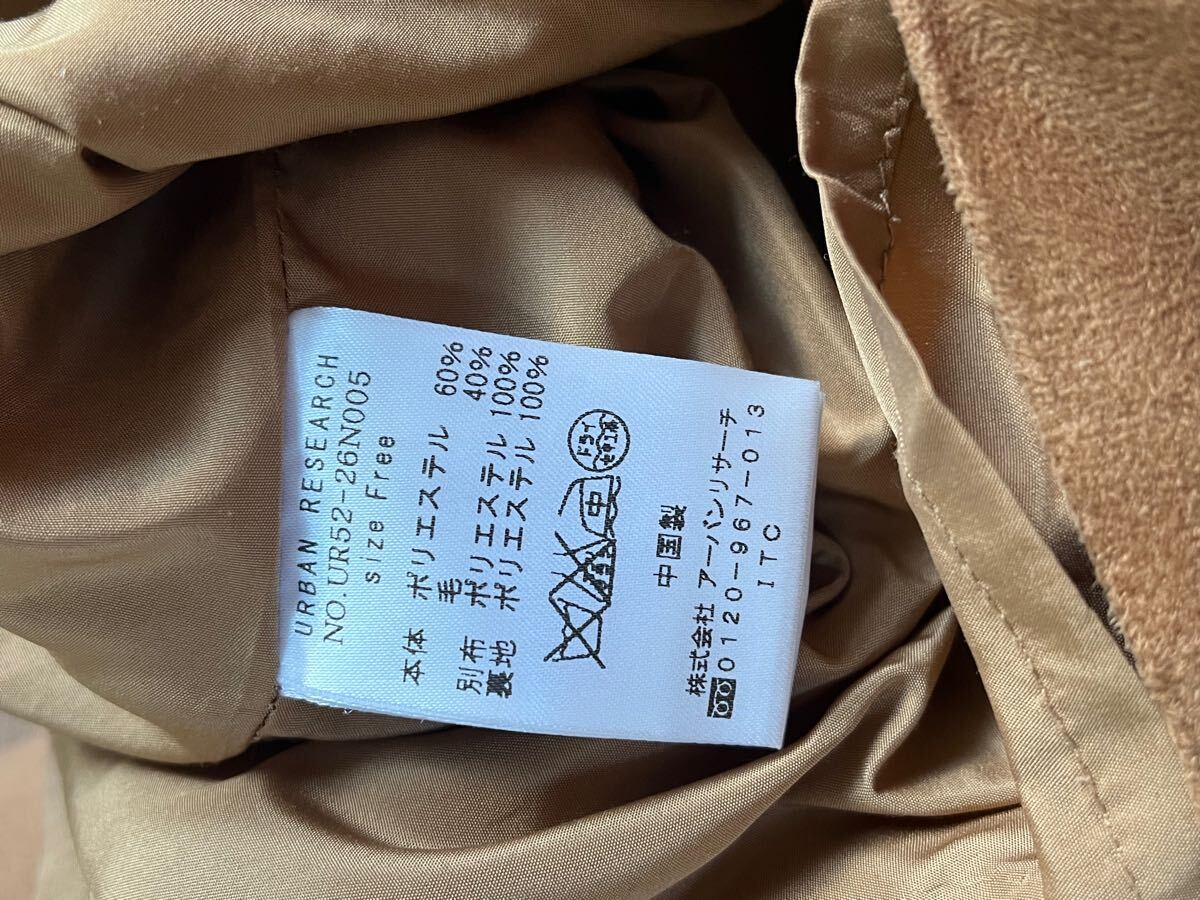 URBAN RESEARCH
NO.UR52-26N005
size Free
本体 ポリエステル 60%
毛 40%
別布 ポリエステル 100%
裏地 ポリエステル 100%
中
ドライ
セキユ系
中国製
株式会社 アーバンリサーチ
0120-967-013
ITC